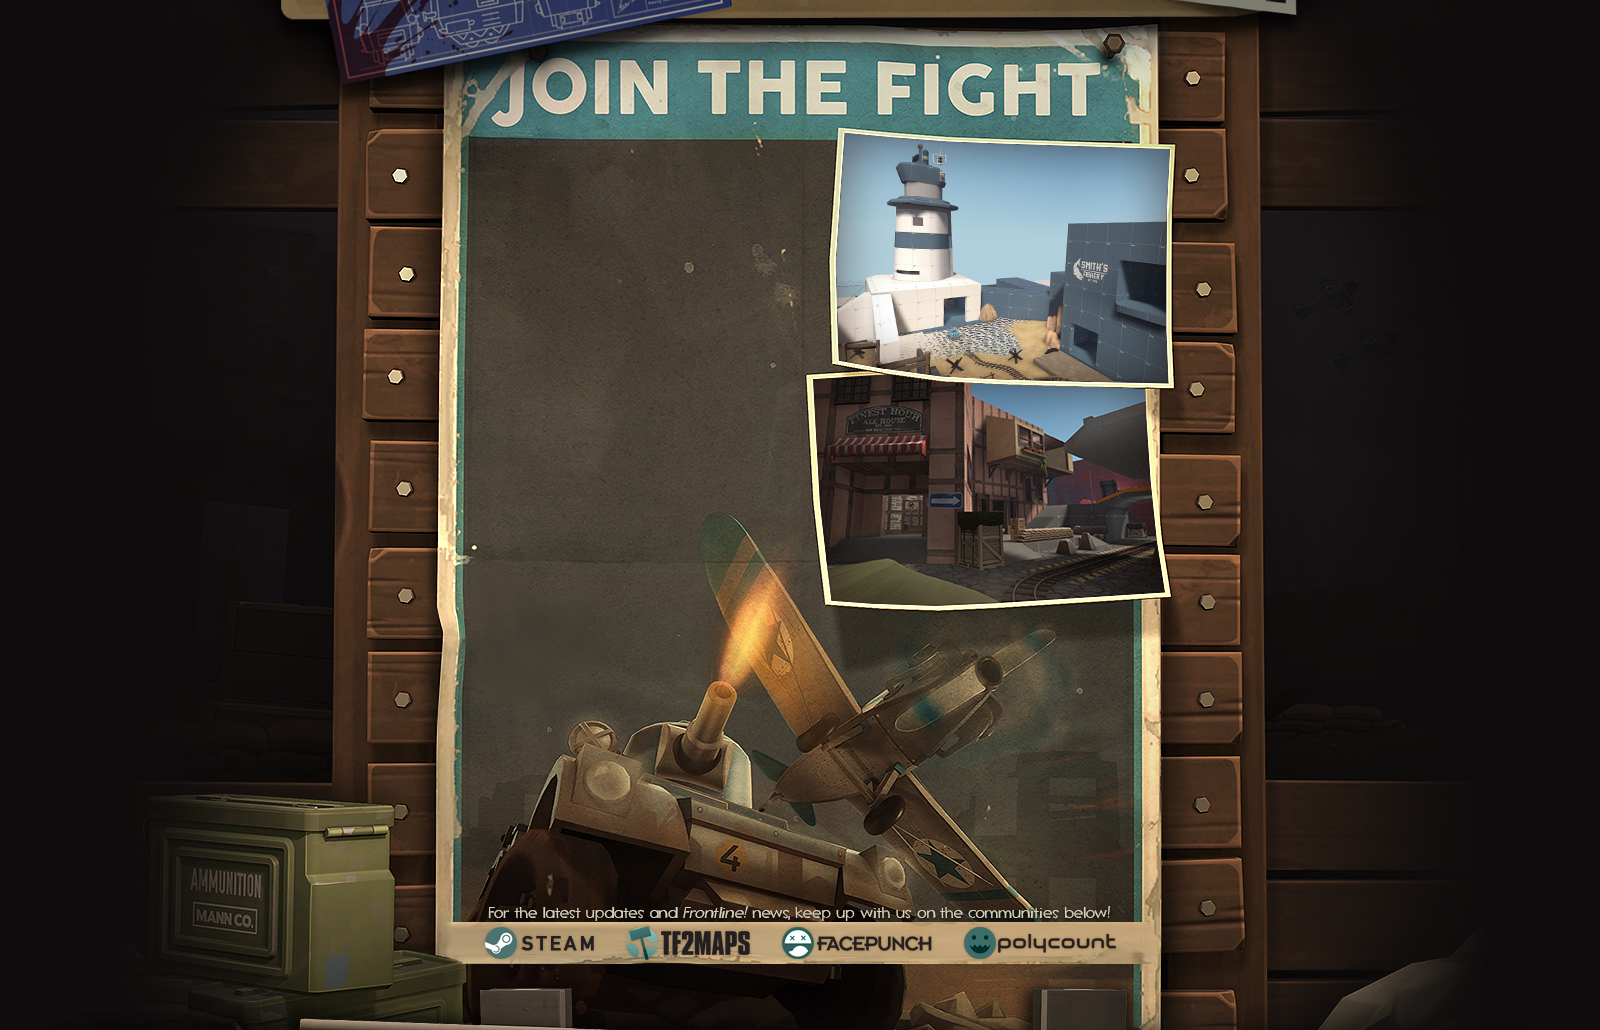 JOIN THE FIGHT
SMITH'S
FISHERY
FINEST HOUR
ALE HOUSE
4
AMMUNITION
MANN CO.
For the latest updates and Frontline! news, keep up with us on the communities below!
STEAM TF2MAPS FACEPUNCH polycount